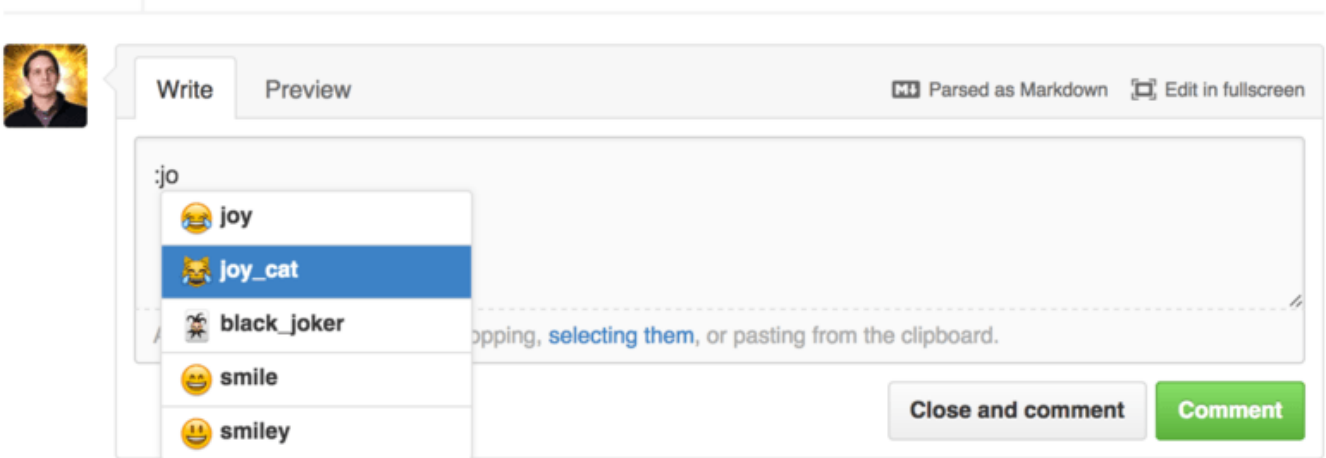 Write Preview Parsed as Markdown Edit in fullscreen
:jo
joy
joy_cat
black_joker
opping, selecting them, or pasting from the clipboard.
smile
smiley
Close and comment Comment